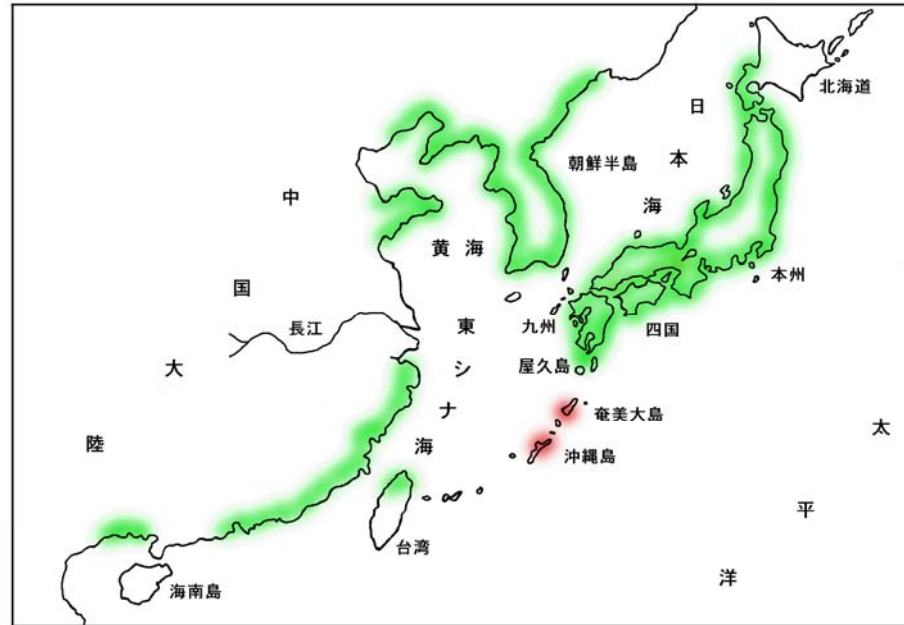 北海道
日本海
朝鮮半島
中国大陸
黄海
本州
長江
東シナ海
九州
四国
屋久島
奄美大島
沖縄島
太平洋
台湾
海南島